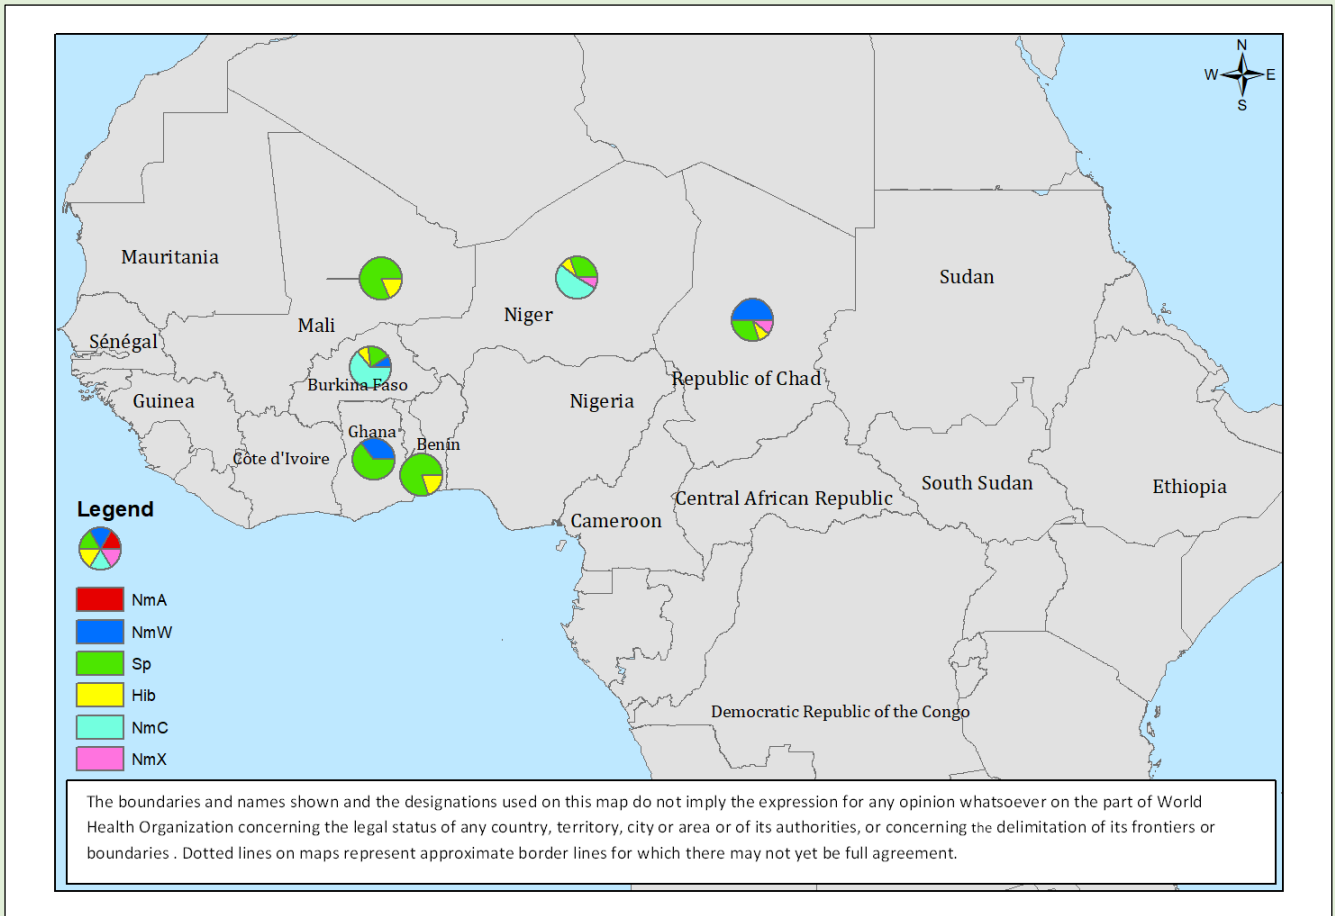 N
W E
S
Mauritania
Sudan
Niger
Mali
Sénégal
Republic of Chad
Burkina Faso
Guinea
Nigeria
Ghana
Benin
Côte d'Ivoire
South Sudan
Ethiopia
Central African Republic
Cameroon
Legend
NmA
NmW
Sp
Hib
NmC
NmX
Democratic Republic of the Congo
The boundaries and names shown and the designations used on this map do not imply the expression for any opinion whatsoever on the part of World
Health Organization concerning the legal status of any country, territory, city or area or of its authorities, or concerning the delimitation of its frontiers or
boundaries . Dotted lines on maps represent approximate border lines for which there may not yet be full agreement.